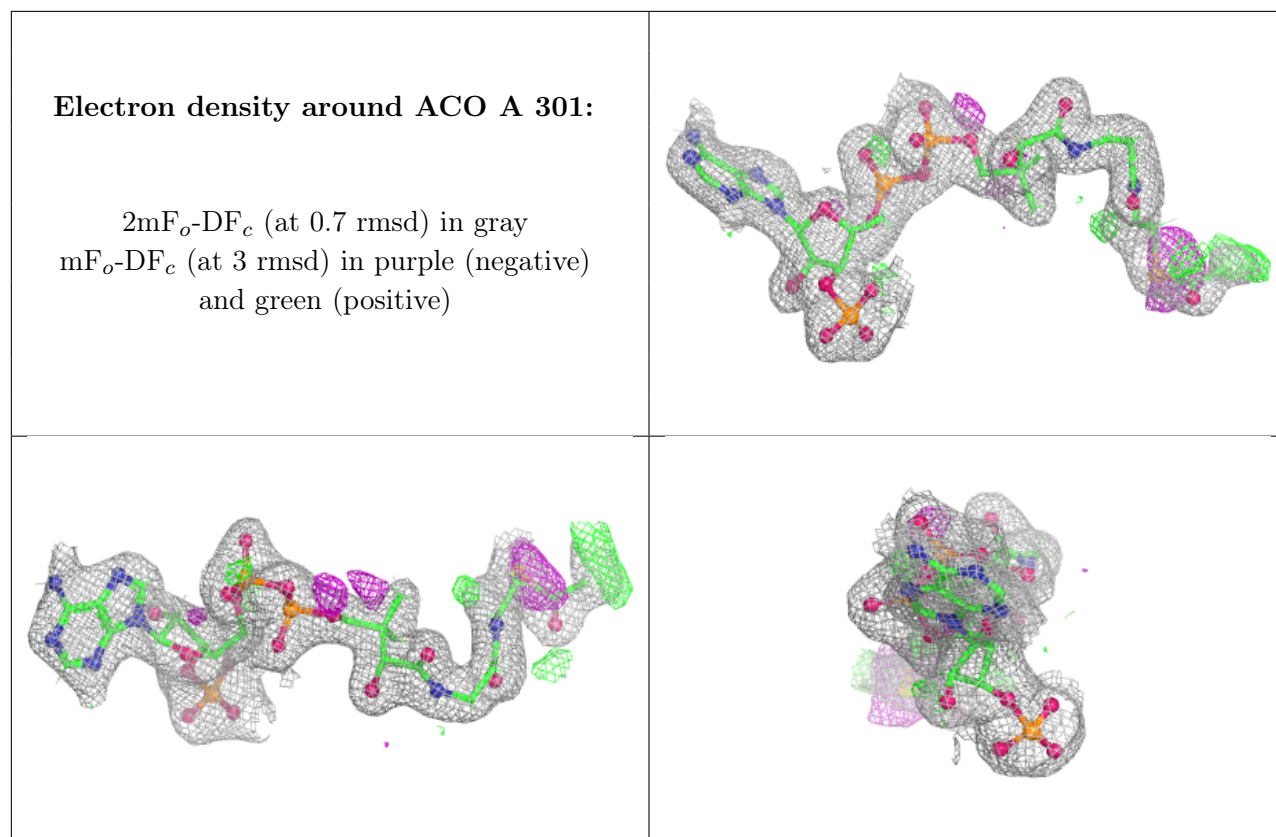 Electron density around ACO A 301:
2mFₒ-DF𝒸 (at 0.7 rmsd) in gray
mFₒ-DF𝒸 (at 3 rmsd) in purple (negative)
and green (positive)